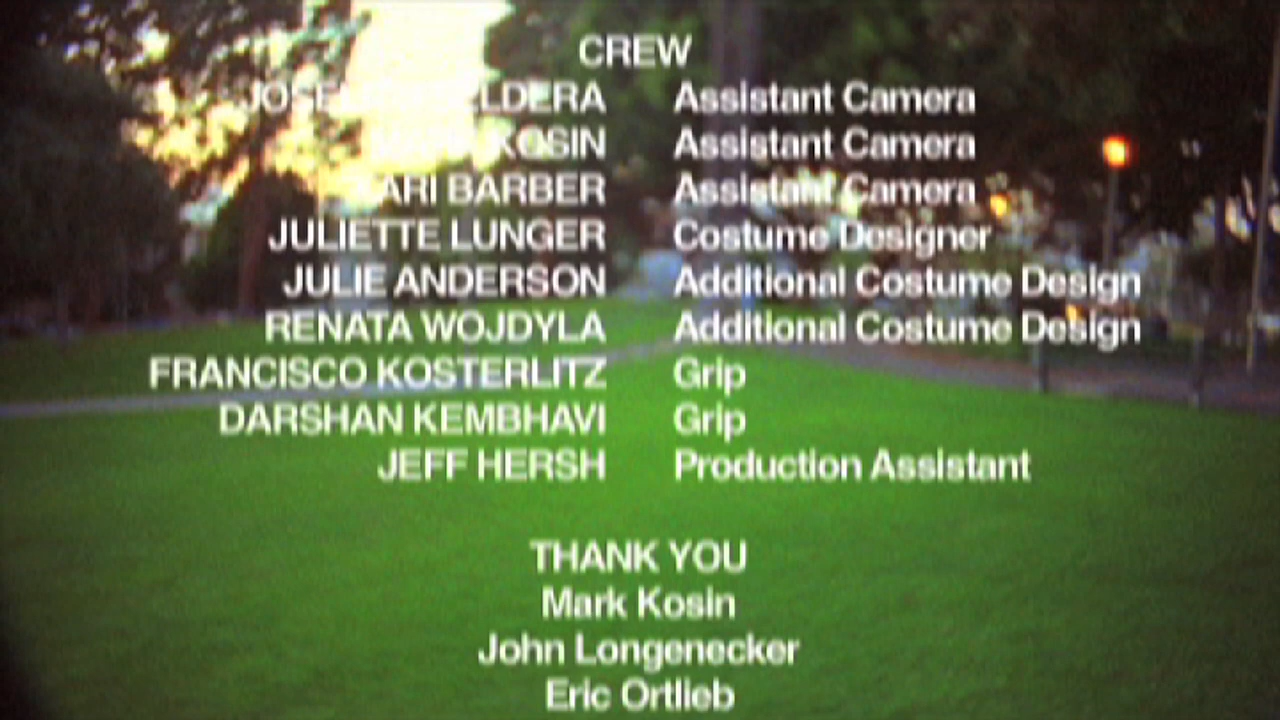 CREW
Assistant Camera
KOSIN Assistant Camera
BARBER Assistant Camera
JULIETTE LUNGER Costume Designer
JULIE ANDERSON Additional Costume Design
RENATA WOJDYLA Additional Costume Design
FRANCISCO KOSTERLITZ Grip
DARSHAN KEMBHAVI Grip
JEFF HERSH Production Assistant
THANK YOU
Mark Kosin
John Longenecker
Eric Ortlieb